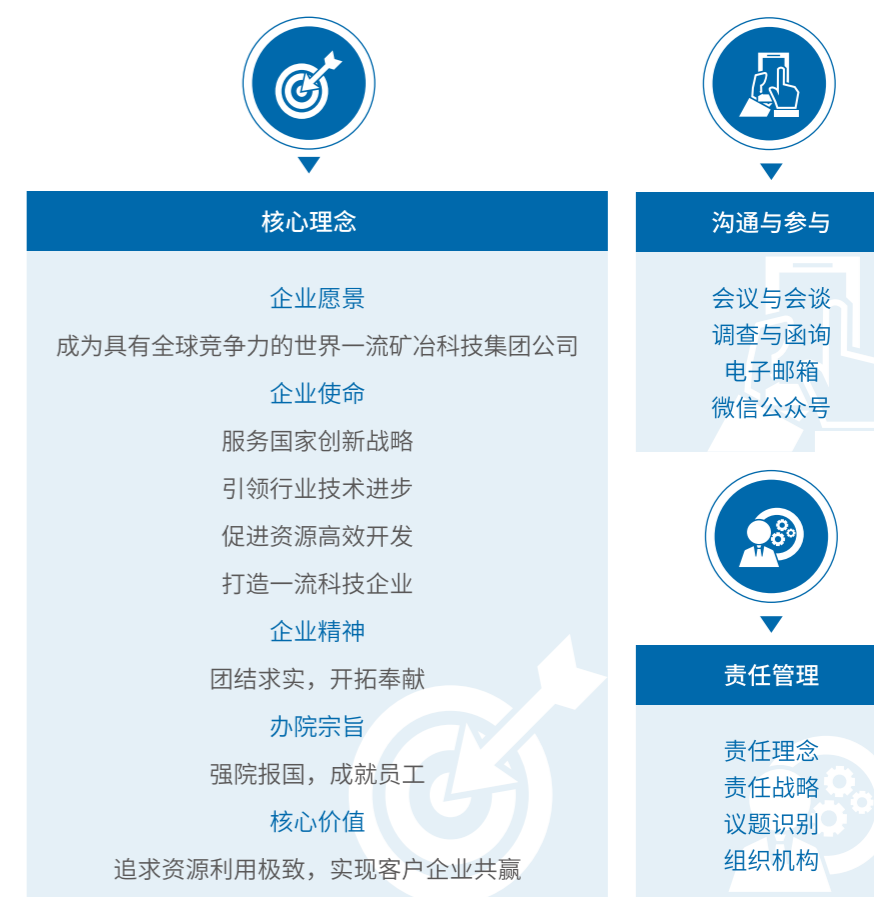 核心理念
企业愿景
成为具有全球竞争力的世界一流矿冶科技集团公司
企业使命
服务国家创新战略
引领行业技术进步
促进资源高效开发
打造一流科技企业
企业精神
团结求实，开拓奉献
办院宗旨
强院报国，成就员工
核心价值
追求资源利用极致，实现客户企业共赢
沟通与参与
会议与会谈
调查与函询
电子邮箱
微信公众号
责任管理
责任理念
责任战略
议题识别
组织机构